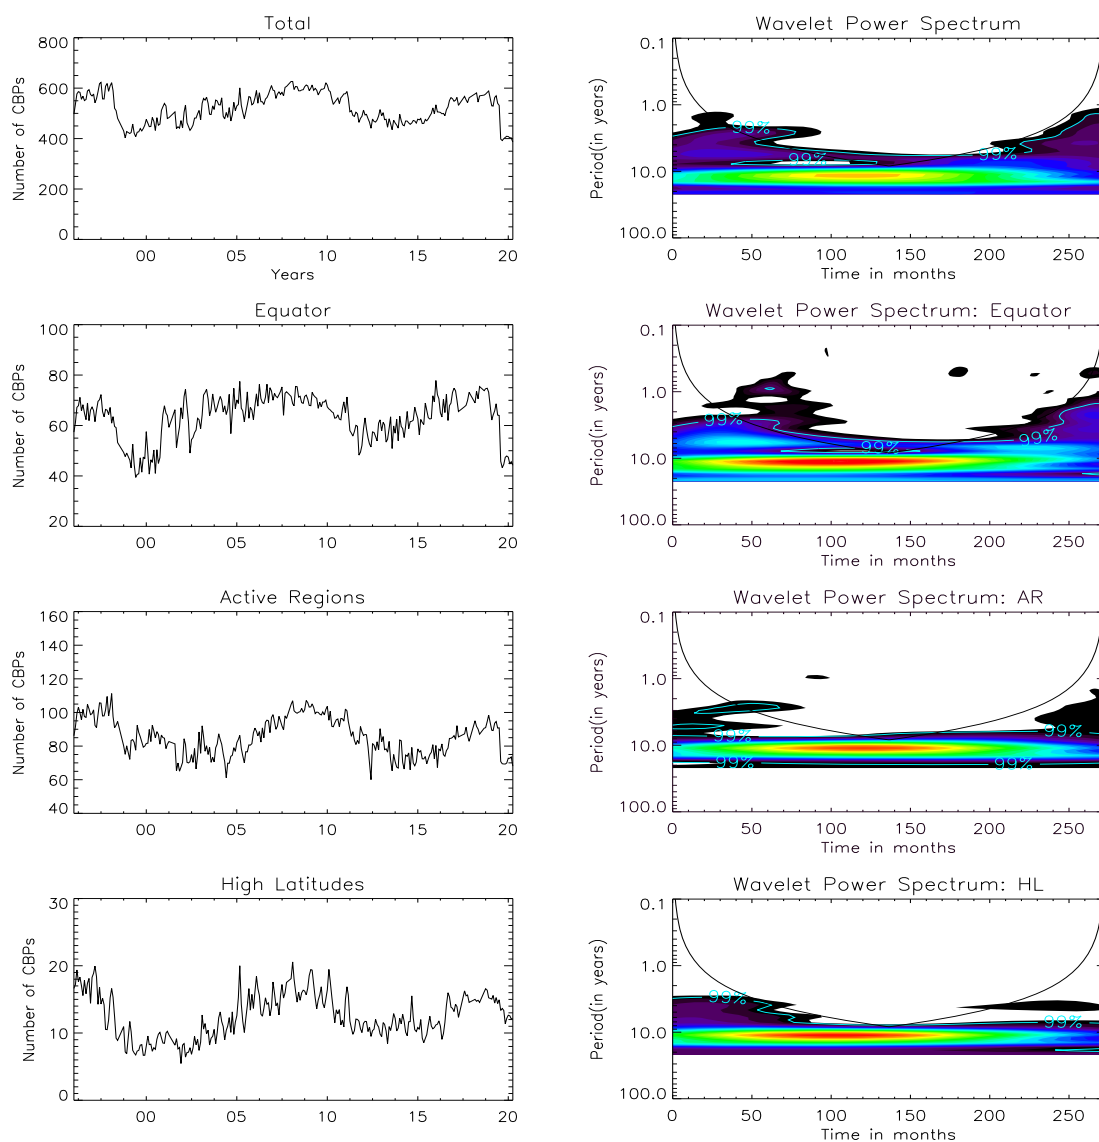 Total
Number of CBPs
800
600
400
200
0
00 05 10 15 20
Years
Wavelet Power Spectrum
Period(in years)
0.1
1.0
10.0
100.0
99%
99%
99%
0 50 100 150 200 250
Time in months
Equator
Number of CBPs
100
80
60
40
20
00 05 10 15 20
Wavelet Power Spectrum: Equator
Period(in years)
0.1
1.0
10.0
100.0
99%
99%
99%
0 50 100 150 200 250
Time in months
Active Regions
Number of CBPs
160
140
120
100
80
60
40
00 05 10 15 20
Wavelet Power Spectrum: AR
Period(in years)
0.1
1.0
10.0
100.0
99%
99%
99%
99%
0 50 100 150 200 250
Time in months
High Latitudes
Number of CBPs
30
20
10
0
00 05 10 15 20
Wavelet Power Spectrum: HL
Period(in years)
0.1
1.0
10.0
100.0
99%
99%
0 50 100 150 200 250
Time in months